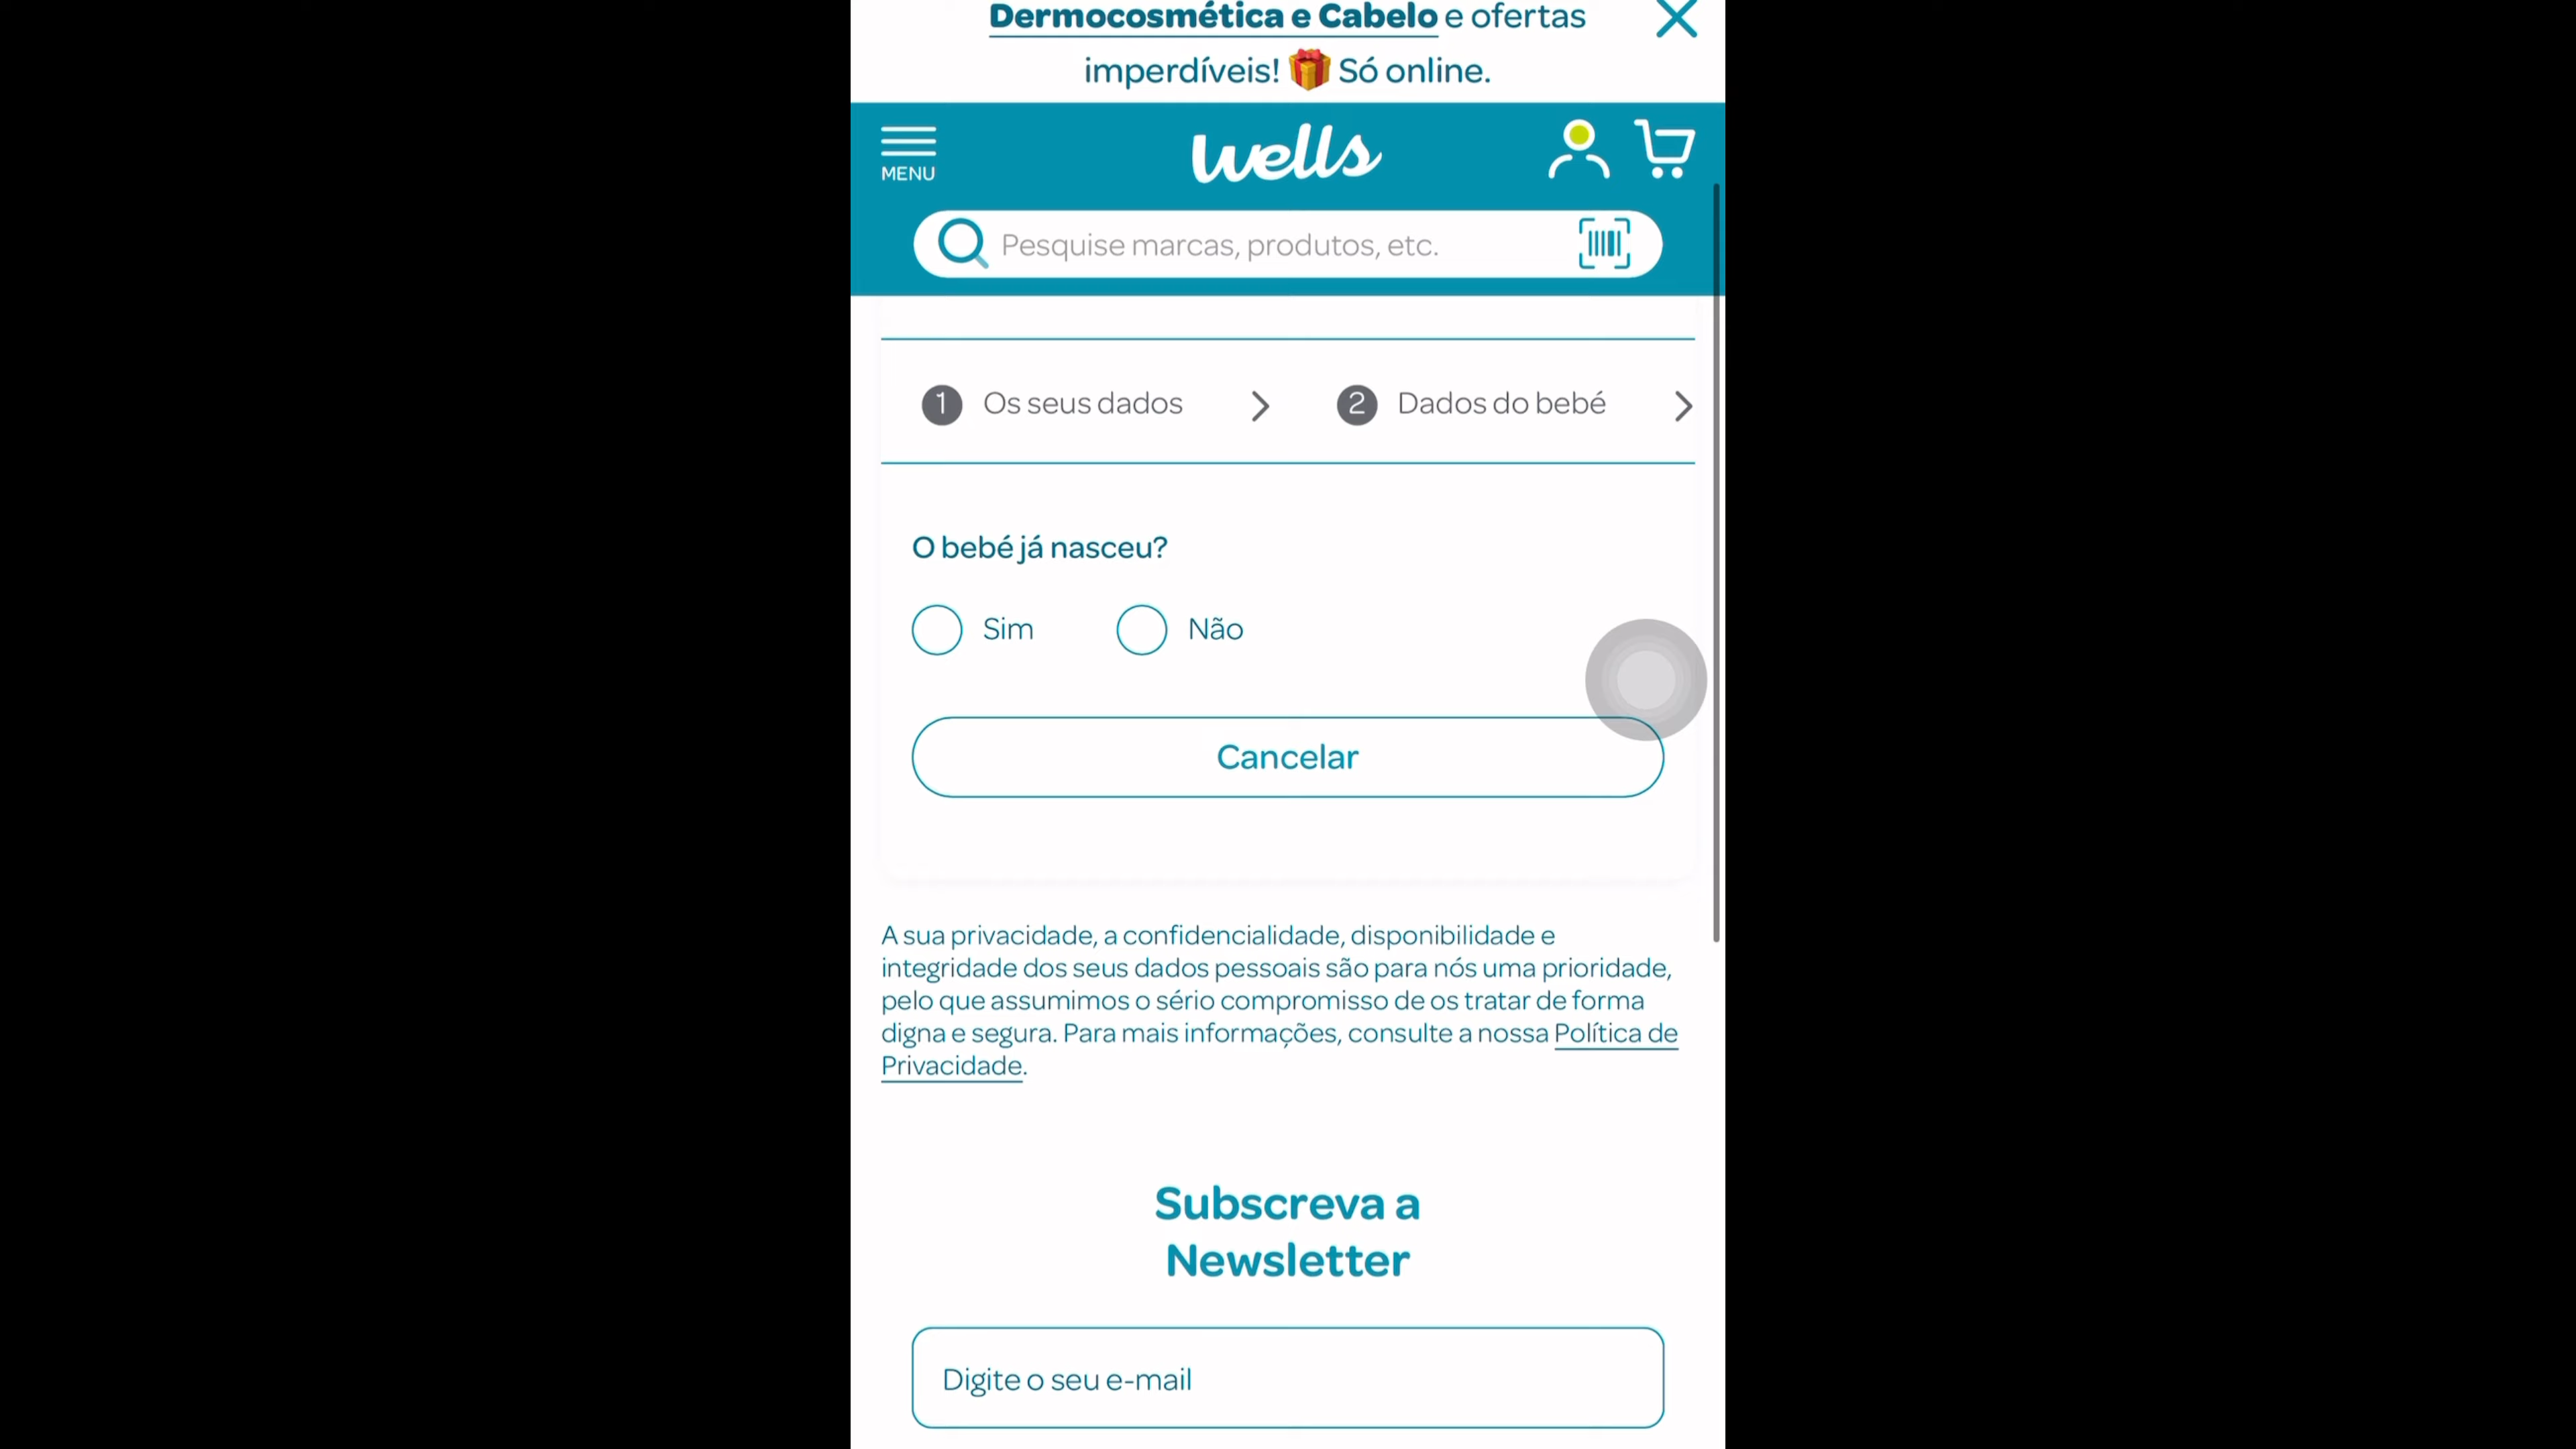 Dermocosmética e Cabelo e ofertas
imperdíveis! Só online.
MENU
wells
Pesquise marcas, produtos, etc.
1 Os seus dados
2 Dados do bebé
O bebé já nasceu?
Sim
Não
Cancelar
A sua privacidade, a confidencialidade, disponibilidade e
integridade dos seus dados pessoais são para nós uma prioridade,
pelo que assumimos o sério compromisso de os tratar de forma
digna e segura. Para mais informações, consulte a nossa Política de
Privacidade.
Subscreva a
Newsletter
Digite o seu e-mail